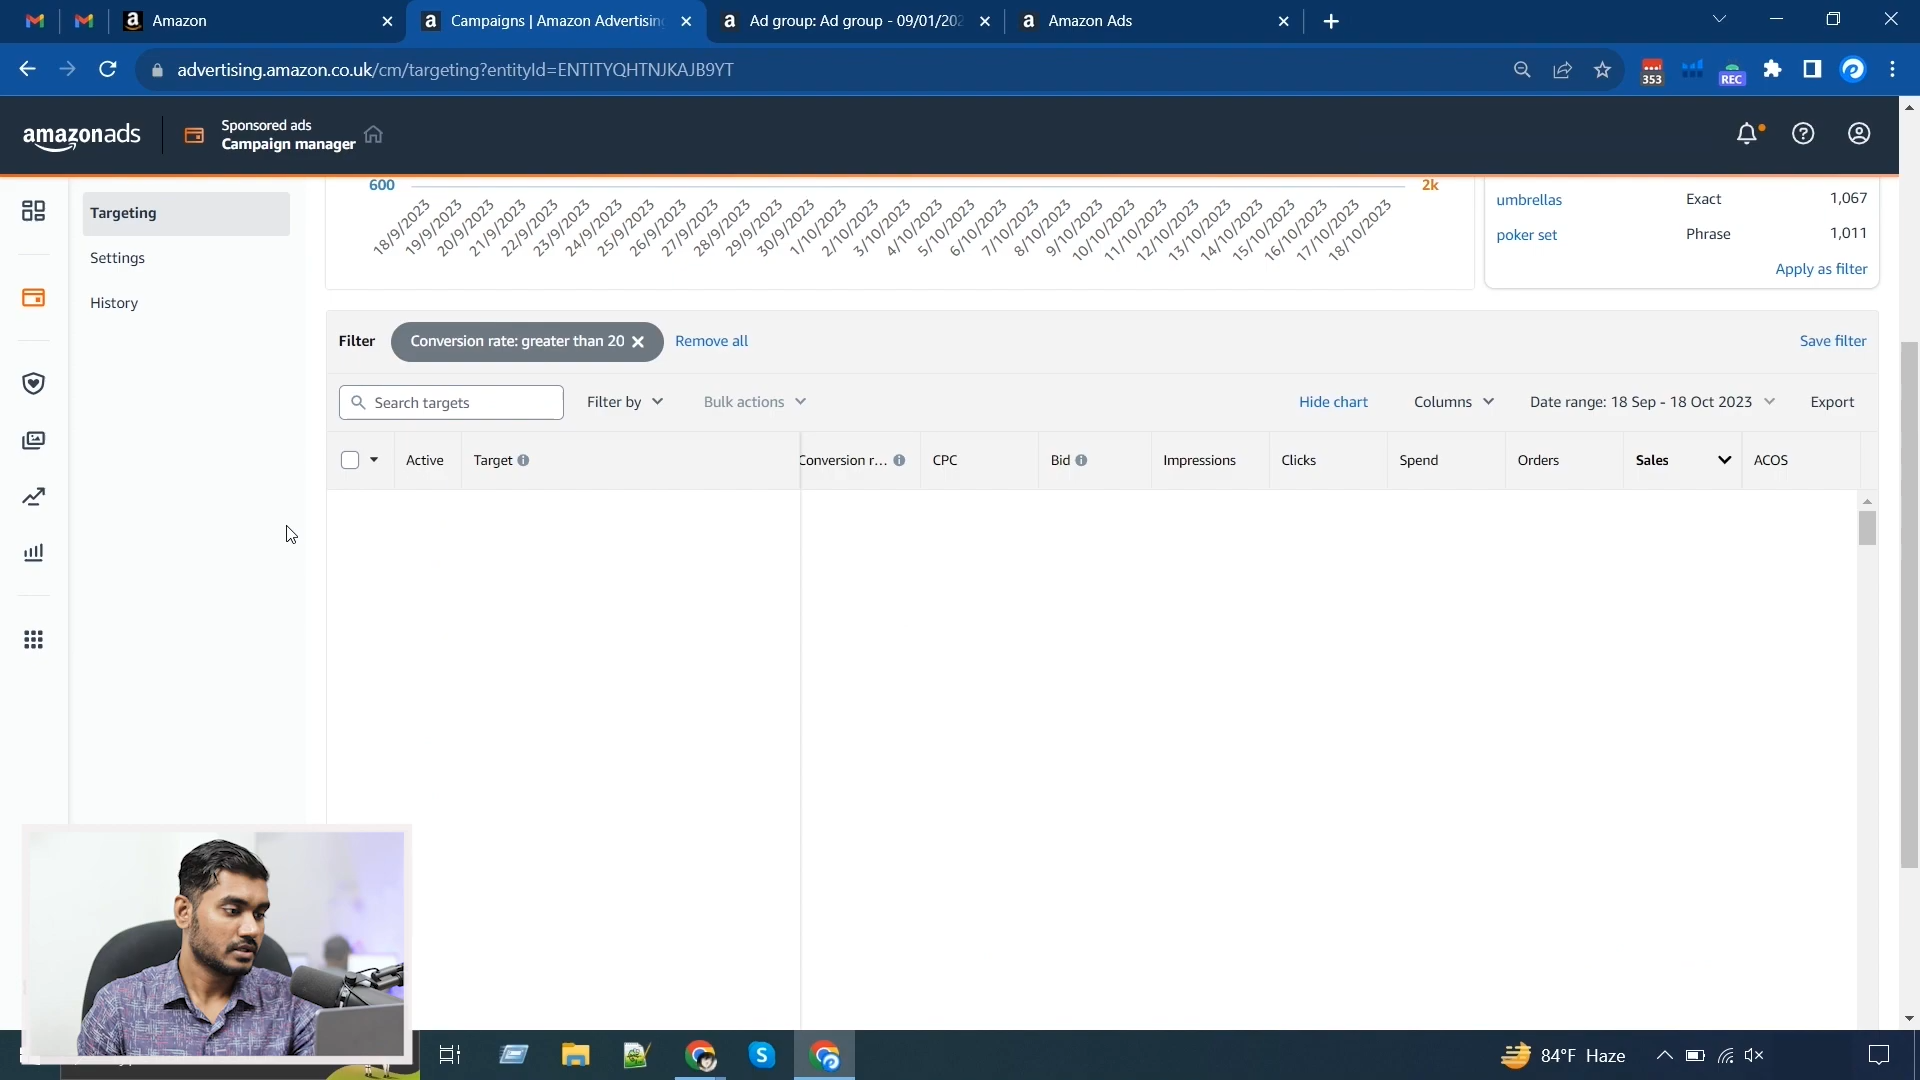 Amazon
Campaigns | Amazon Advertisin
Ad group: Ad group - 09/01/202
Amazon Ads
advertising.amazon.co.uk/cm/targeting?entityId=ENTITYQHTNJKAJB9YT
353
REC
amazonads
Sponsored ads
Campaign manager
Targeting
Settings
History
600
2k
18/9/2023
19/9/2023
20/9/2023
21/9/2023
22/9/2023
23/9/2023
24/9/2023
25/9/2023
26/9/2023
27/9/2023
28/9/2023
29/9/2023
30/9/2023
1/10/2023
2/10/2023
3/10/2023
4/10/2023
5/10/2023
6/10/2023
7/10/2023
8/10/2023
9/10/2023
10/10/2023
11/10/2023
12/10/2023
13/10/2023
14/10/2023
15/10/2023
16/10/2023
17/10/2023
18/10/2023
umbrellas Exact 1,067
poker set Phrase 1,011
Apply as filter
Filter Conversion rate: greater than 20 Remove all Save filter
Search targets Filter by Bulk actions Hide chart Columns Date range: 18 Sep - 18 Oct 2023 Export
Active Target Conversion r... CPC Bid Impressions Clicks Spend Orders Sales ACOS
84°F Haze